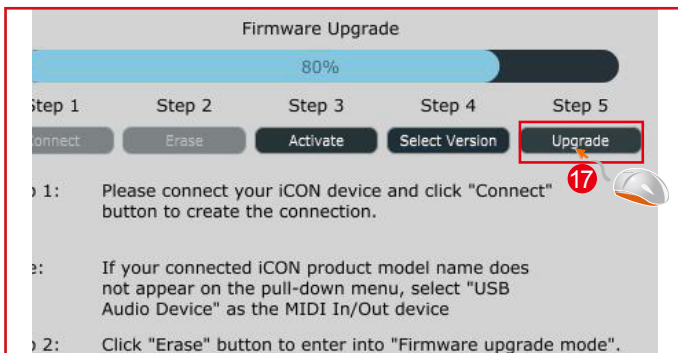 Firmware Upgrade
80%
Step 1 Step 2 Step 3 Step 4 Step 5
Connect Erase Activate Select Version Upgrade
17
1: Please connect your iCON device and click "Connect"
button to create the connection.
e: If your connected iCON product model name does
not appear on the pull-down menu, select "USB
Audio Device" as the MIDI In/Out device
2: Click "Erase" button to enter into "Firmware upgrade mode".